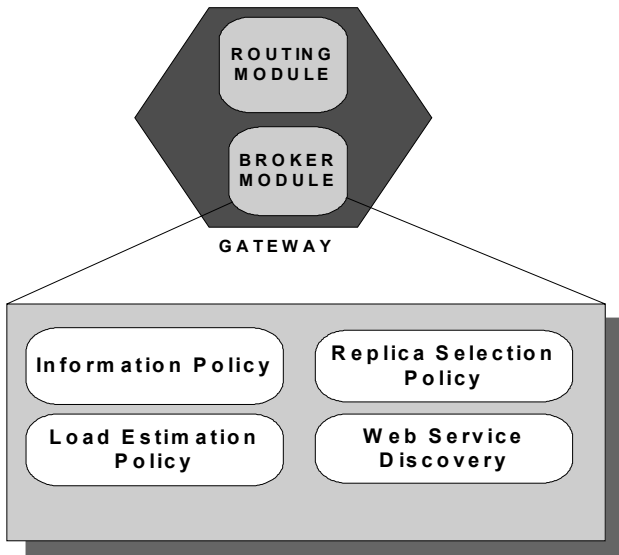 ROUTING
MODULE
BROKER
MODULE
GATEWAY
Information Policy
Replica Selection
Policy
Load Estimation
Policy
Web Service
Discovery